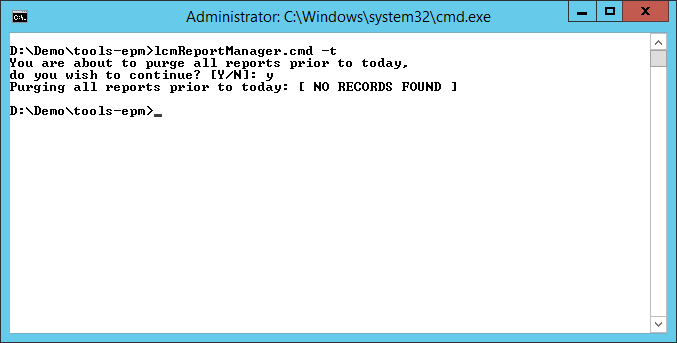 Administrator: C:\Windows\system32\cmd.exe
D:\Demo\tools-epm>lcmReportManager.cmd -t
You are about to purge all reports prior to today,
do you wish to continue? [Y/N]: y
Purging all reports prior to today: [ NO RECORDS FOUND ]
D:\Demo\tools-epm>_